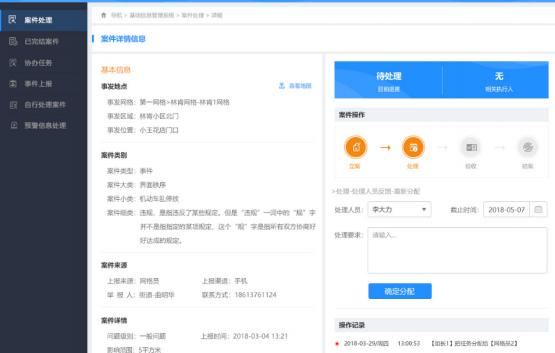 案件处理
已完结案件
协办任务
事件上报
自行处理案件
预警信息处理
导航 > 基础信息管理系统 > 案件处理 > 详细
案件详情信息
基本信息
事发地点
查看地图
事发网格：第一网格>林肯网格-林肯1网格
事发区域：林肯小区北门
事发位置：小王花店门口
案件类别
案件类型：事件
案件大类：界面秩序
案件小类：机动车乱停放
案件细类：违规，是指违反了某些规定。但是“违规”一词中的“规”字
并不是指指定的某项规定，这个“规”字是指所有双方协商好
好达成的规定。
案件来源
上报来源：网格员 上报渠道：手机
举 报 人：街道-曲明华 联系方式：18613761124
案件详情
问题级别：一般问题 上报时间：2018-03-04 13:21
影响范围：5平方米
待处理
目前进度
无
相关执行人
案件操作
立案
处理
验收
结案
>处理-处理人员反馈-重新分配
处理人员： 李大力 截止时间： 2018-05-07
处理要求： 请输入...
确定分配
操作记录
2018-03-29/周四 13:00:53 【组长1】把任务分配给【网格员2】